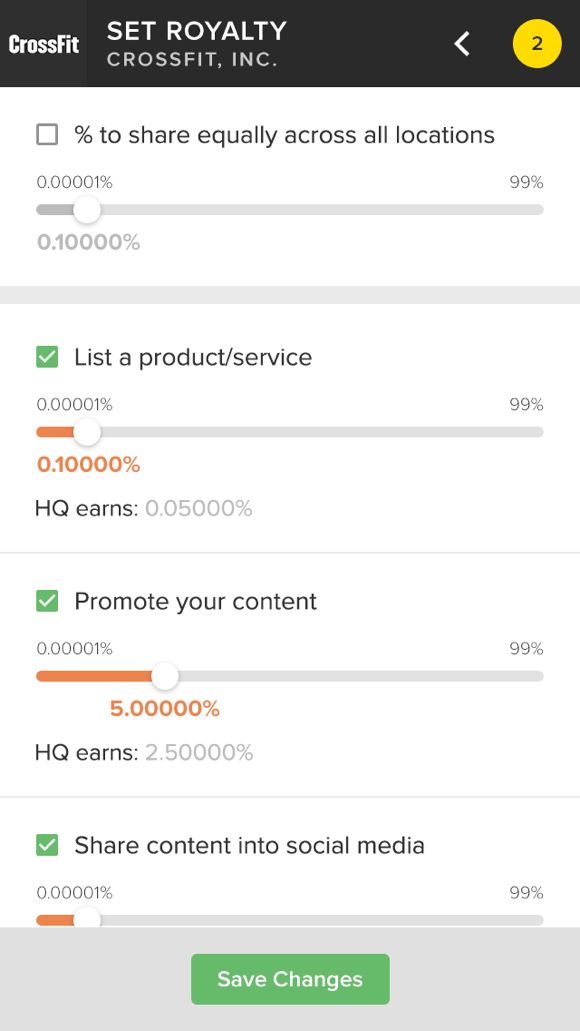 CrossFit
SET ROYALTY
CROSSFIT, INC.
2
% to share equally across all locations
0.00001% 99%
0.10000%
List a product/service
0.00001% 99%
0.10000%
HQ earns: 0.05000%
Promote your content
0.00001% 99%
5.00000%
HQ earns: 2.50000%
Share content into social media
0.00001% 99%
Save Changes